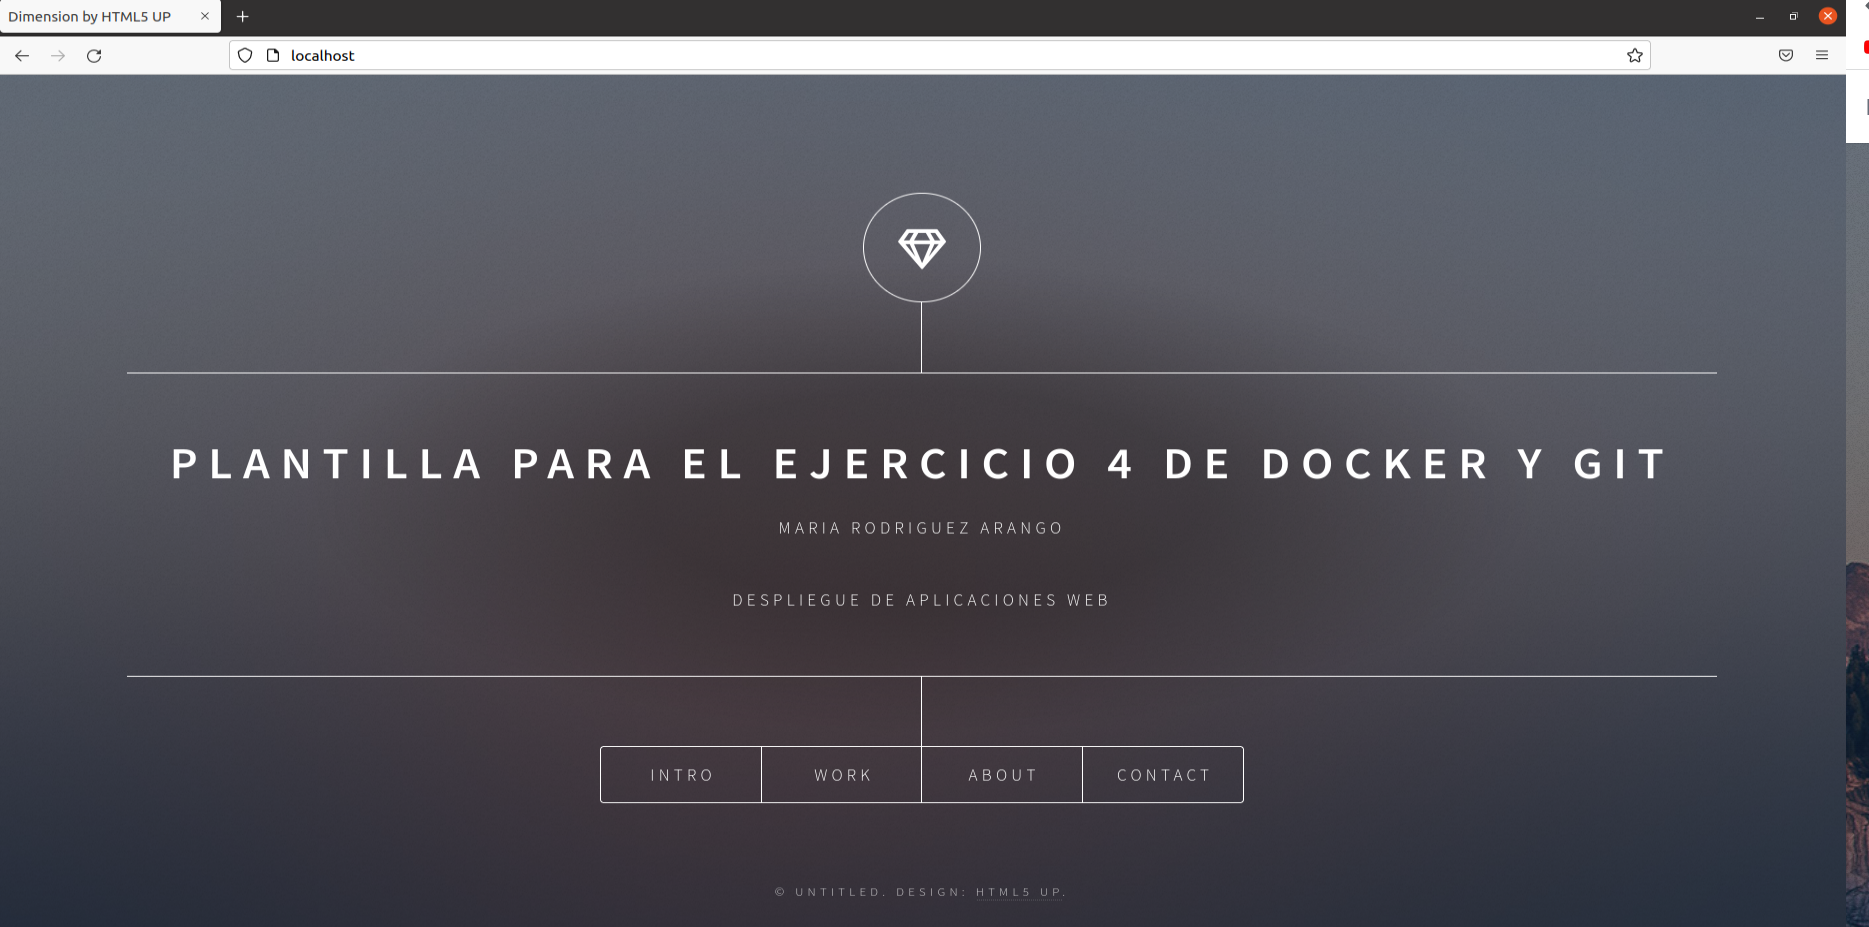 Dimension by HTML5 UP
localhost
PLANTILLA PARA EL EJERCICIO 4 DE DOCKER Y GIT
MARIA RODRIGUEZ ARANGO
DESPLIEGUE DE APLICACIONES WEB
INTRO WORK ABOUT CONTACT
© UNTITLED. DESIGN: HTML5 UP.